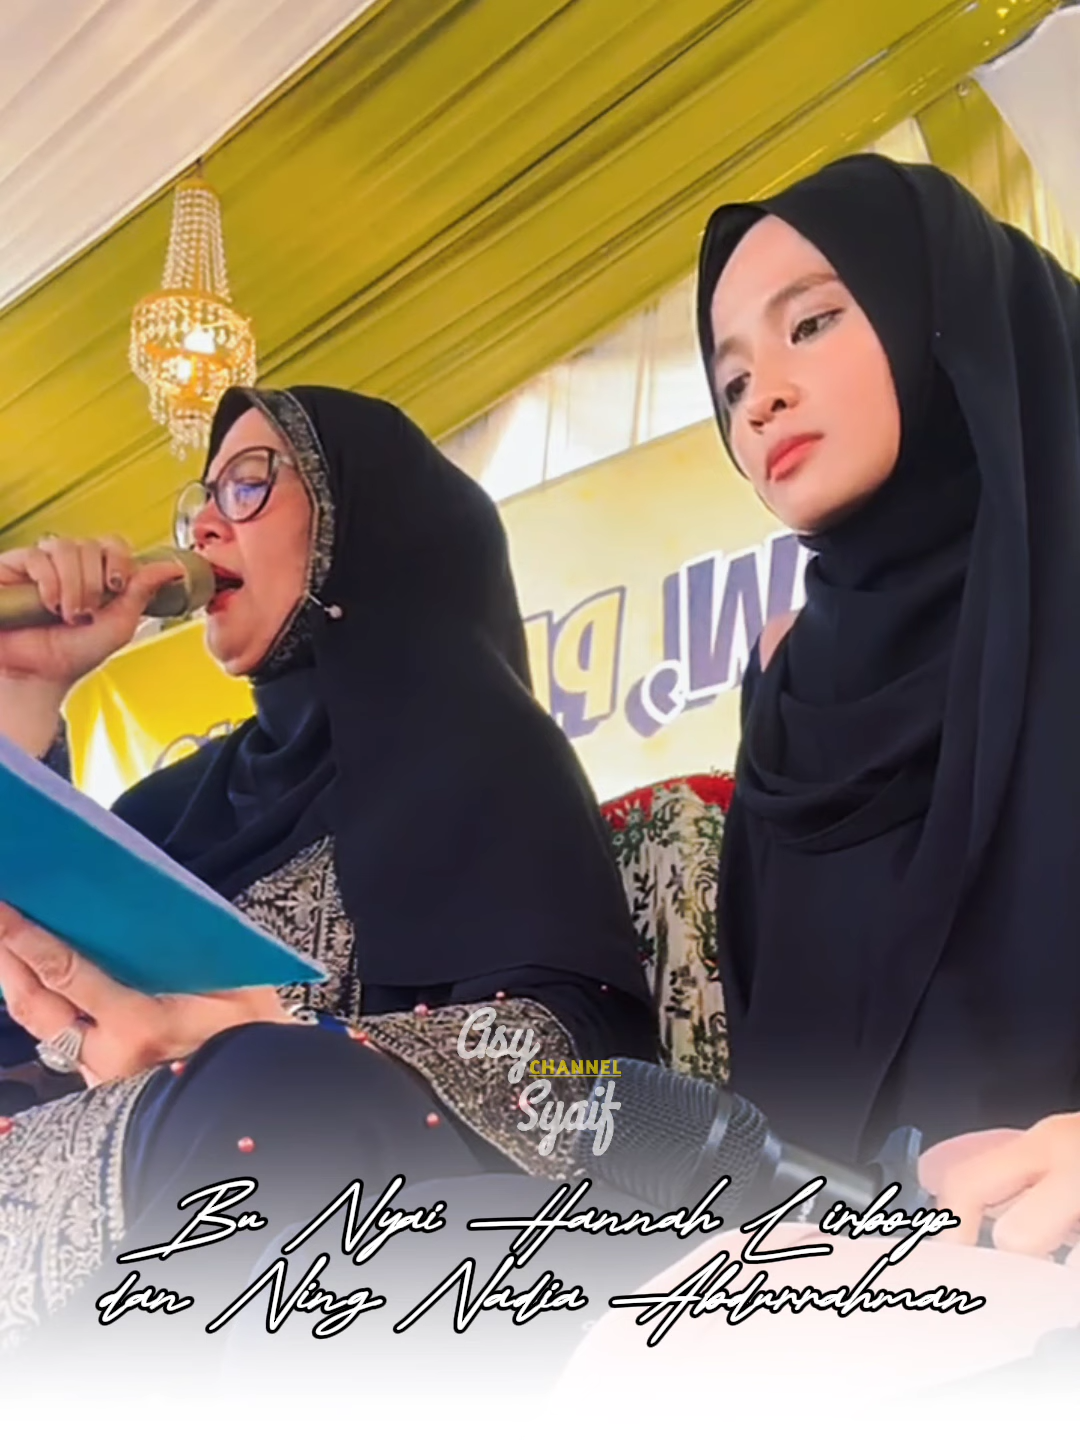 Asy
CHANNEL
Syaif
Bu Nyai Hannah Lirboyo
dan Ning Nadia Abdurrahman